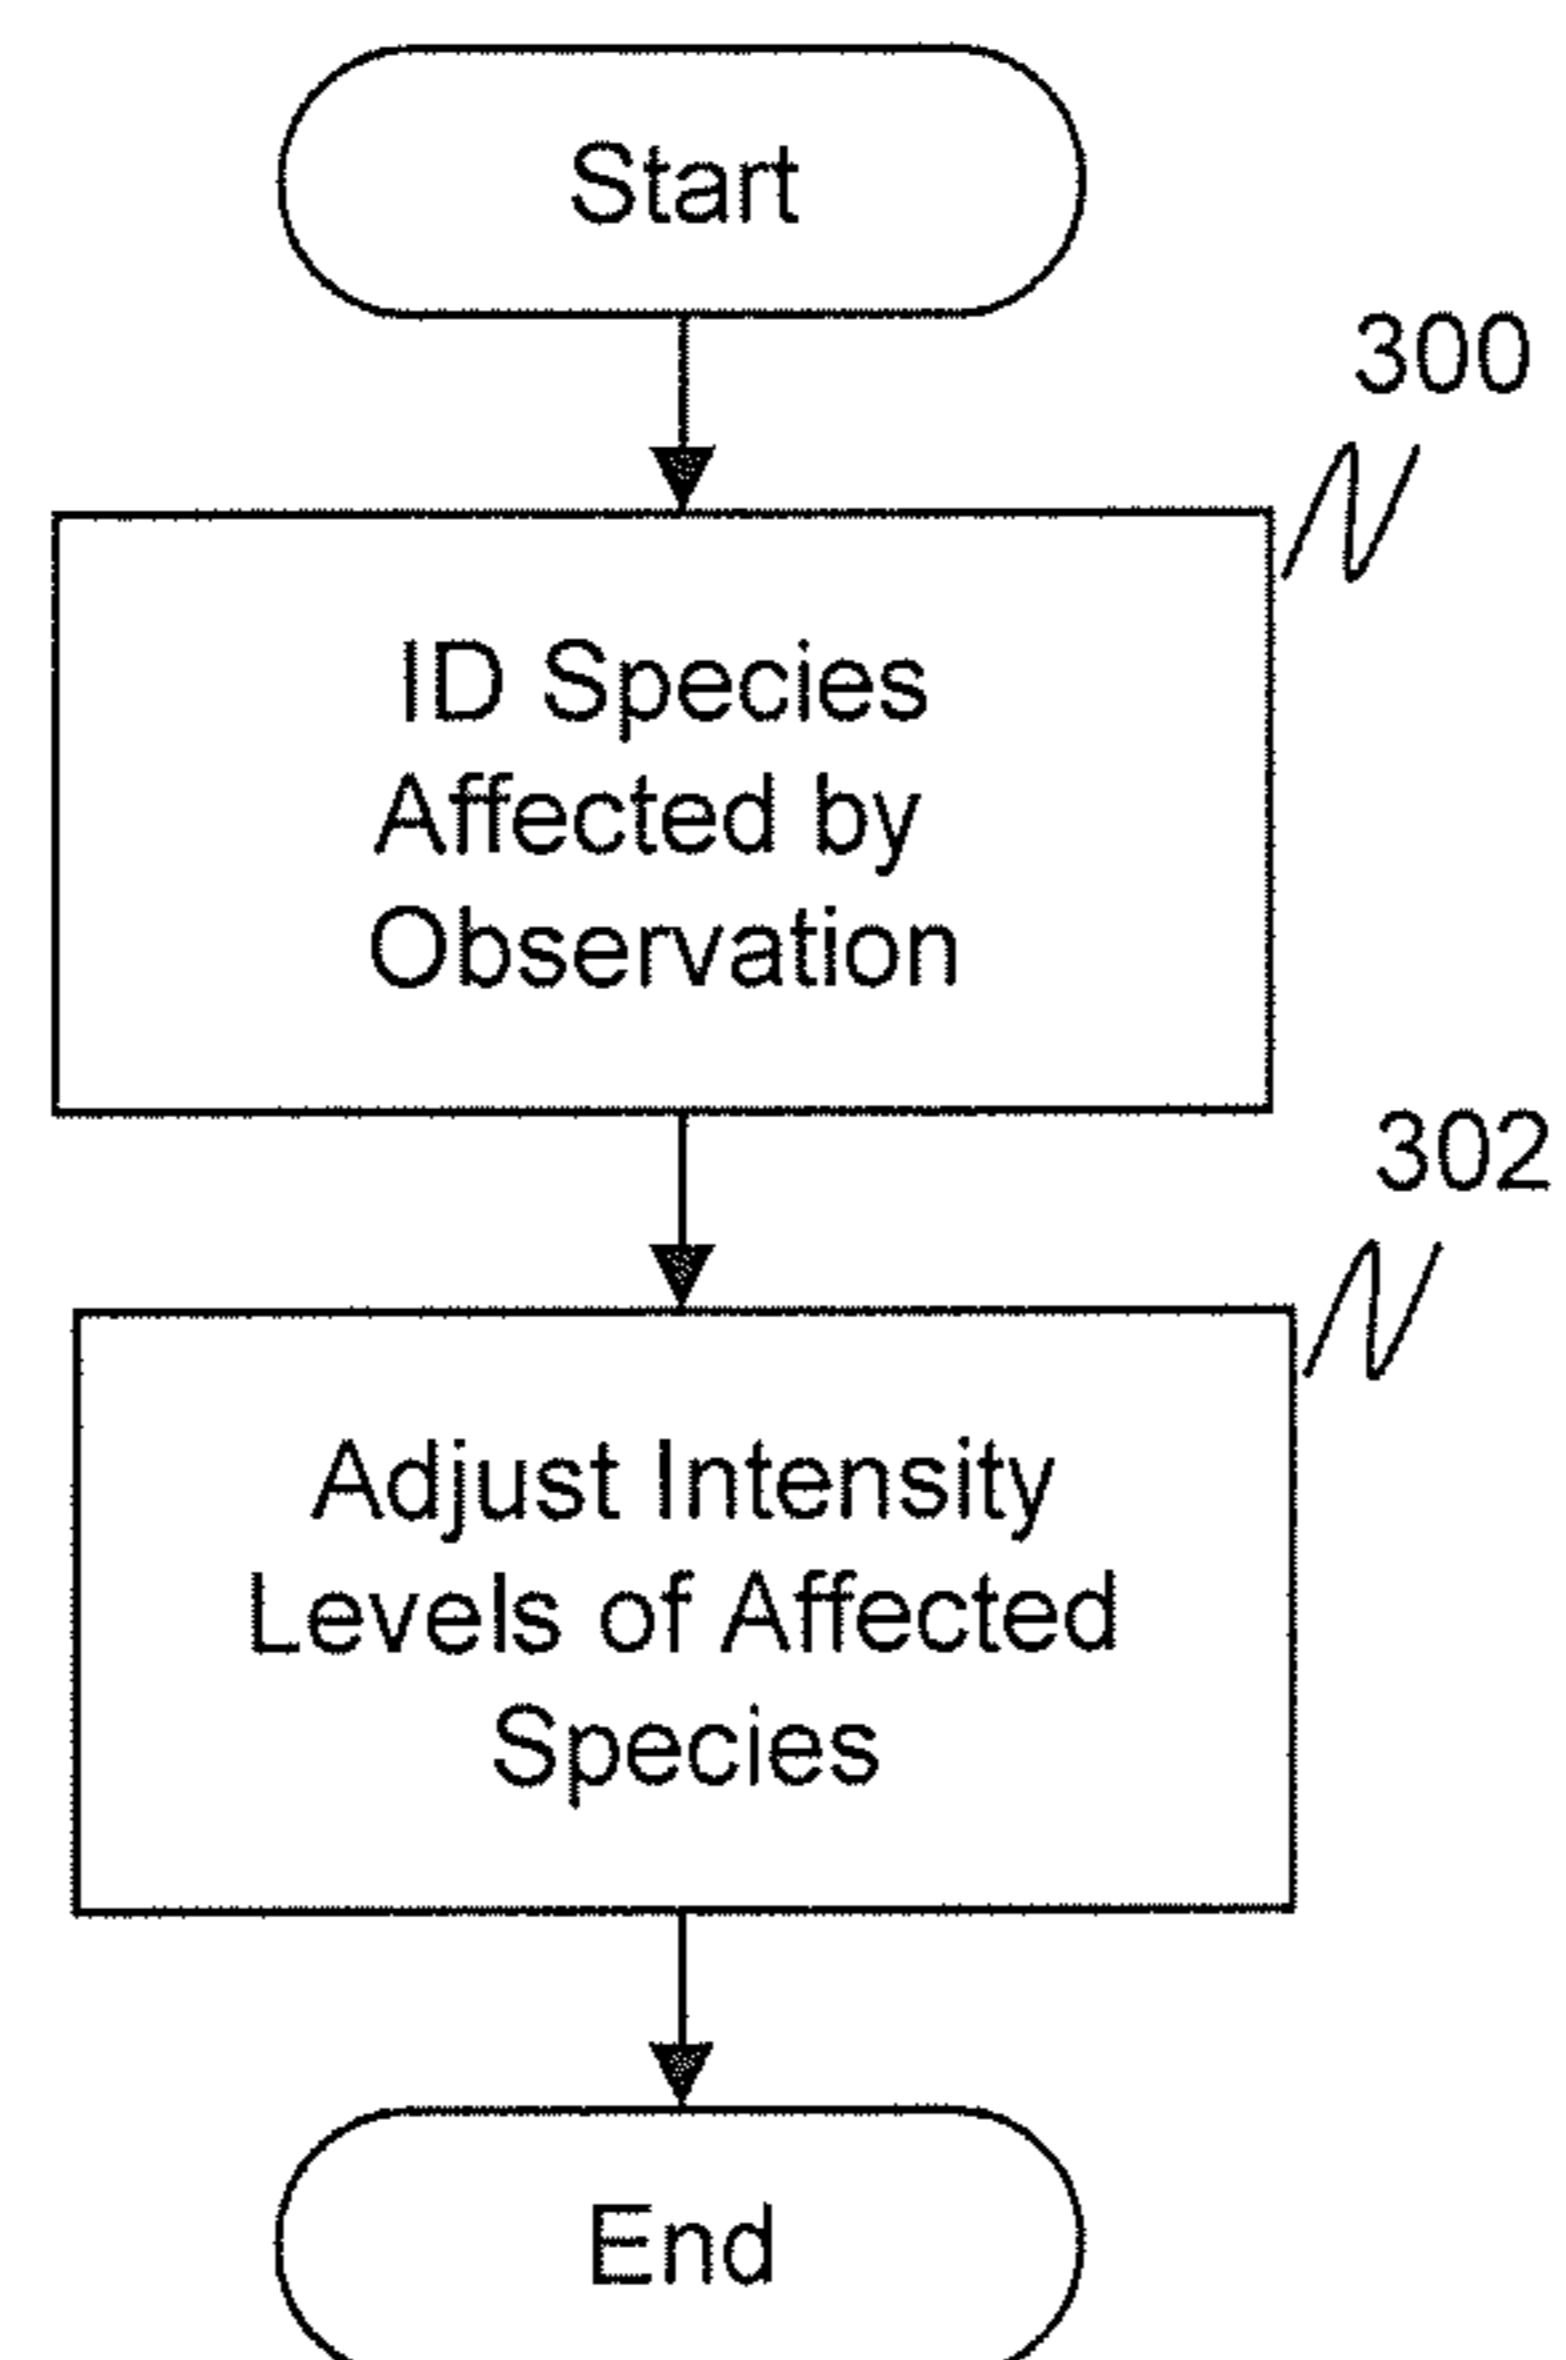 Start
300
ID Species
Affected by
Observation
302
Adjust Intensity
Levels of Affected
Species
End